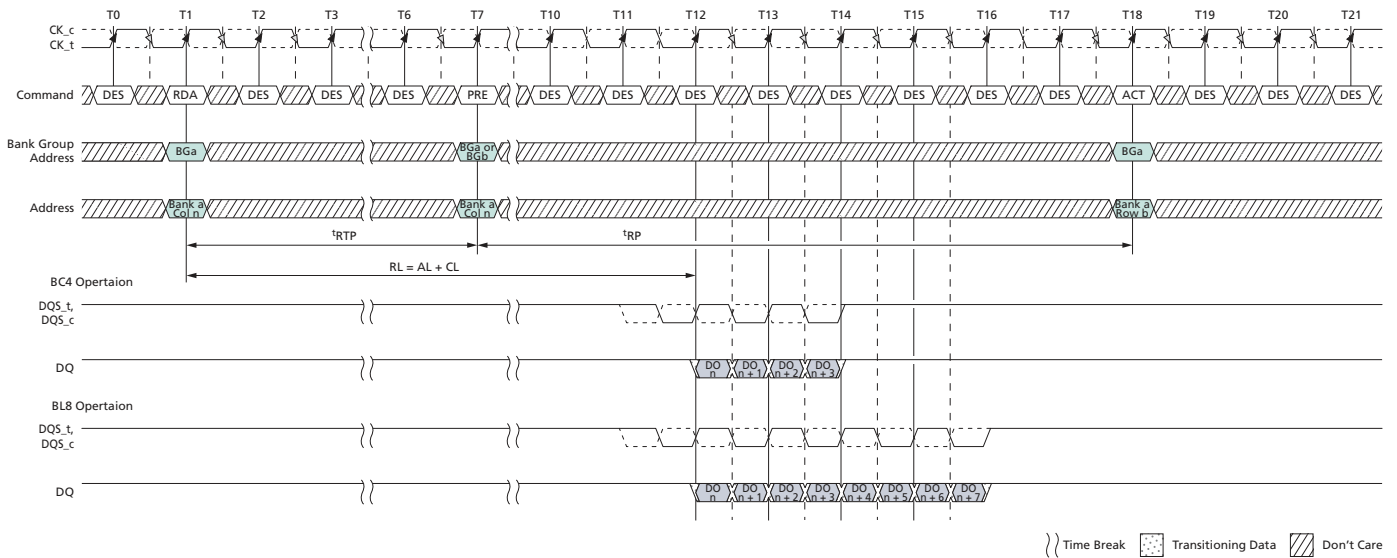 T0 T1 T2 T3 T6 T7 T10 T11 T12 T13 T14 T15 T16 T17 T18 T19 T20 T21
CK_c
CK_t
Command DES RDA DES DES DES PRE DES DES DES DES DES DES DES DES ACT DES DES DES
Bank Group
Address
BGa
BGa or
BGb
BGa
Address
Bank a
Col n
Bank a
Col n
Bank a
Row b
tRTP
tRP
RL = AL + CL
BC4 Opertaion
DQS_t,
DQS_c
DQ
DO
n
DO
n + 1
DO
n + 2
DO
n + 3
BL8 Opertaion
DQS_t,
DQS_c
DQ
DO
n
DO
n + 1
DO
n + 2
DO
n + 3
DO
n + 4
DO
n + 5
DO
n + 6
DO
n + 7
Time Break Transitioning Data Don't Care